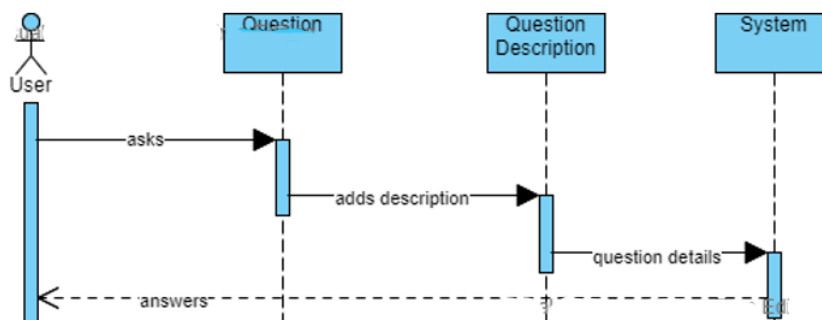 Question
Question
Description
System
User
asks
adds description
question details
answers